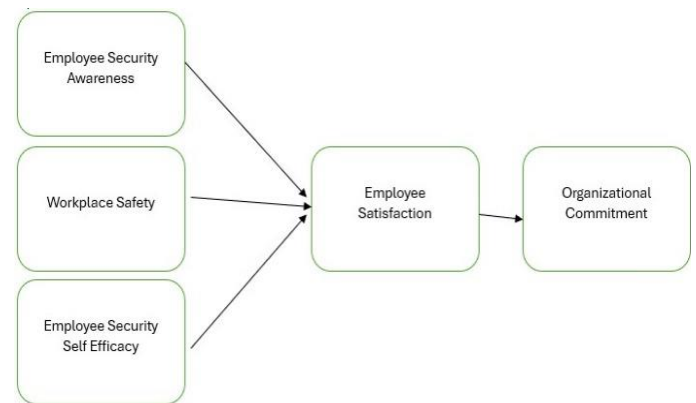 Employee Security
Awareness
Workplace Safety
Employee Security
Self Efficacy
Employee
Satisfaction
Organizational
Commitment